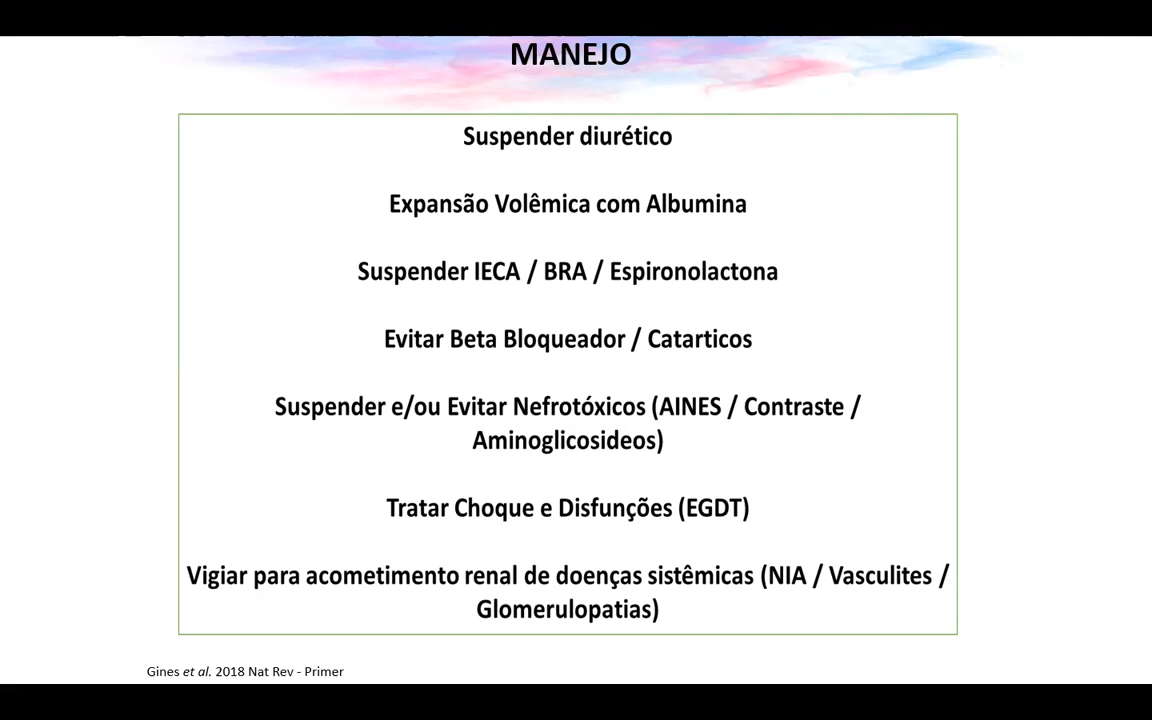 MANEJO
Suspender diurético
Expansão Volêmica com Albumina
Suspender IECA / BRA / Espironolactona
Evitar Beta Bloqueador / Catarticos
Suspender e/ou Evitar Nefrotóxicos (AINES / Contraste /
Aminoglicosideos)
Tratar Choque e Disfunções (EGDT)
Vigiar para acometimento renal de doenças sistêmicas (NIA / Vasculites /
Glomerulopatias)
Gines et al. 2018 Nat Rev - Primer